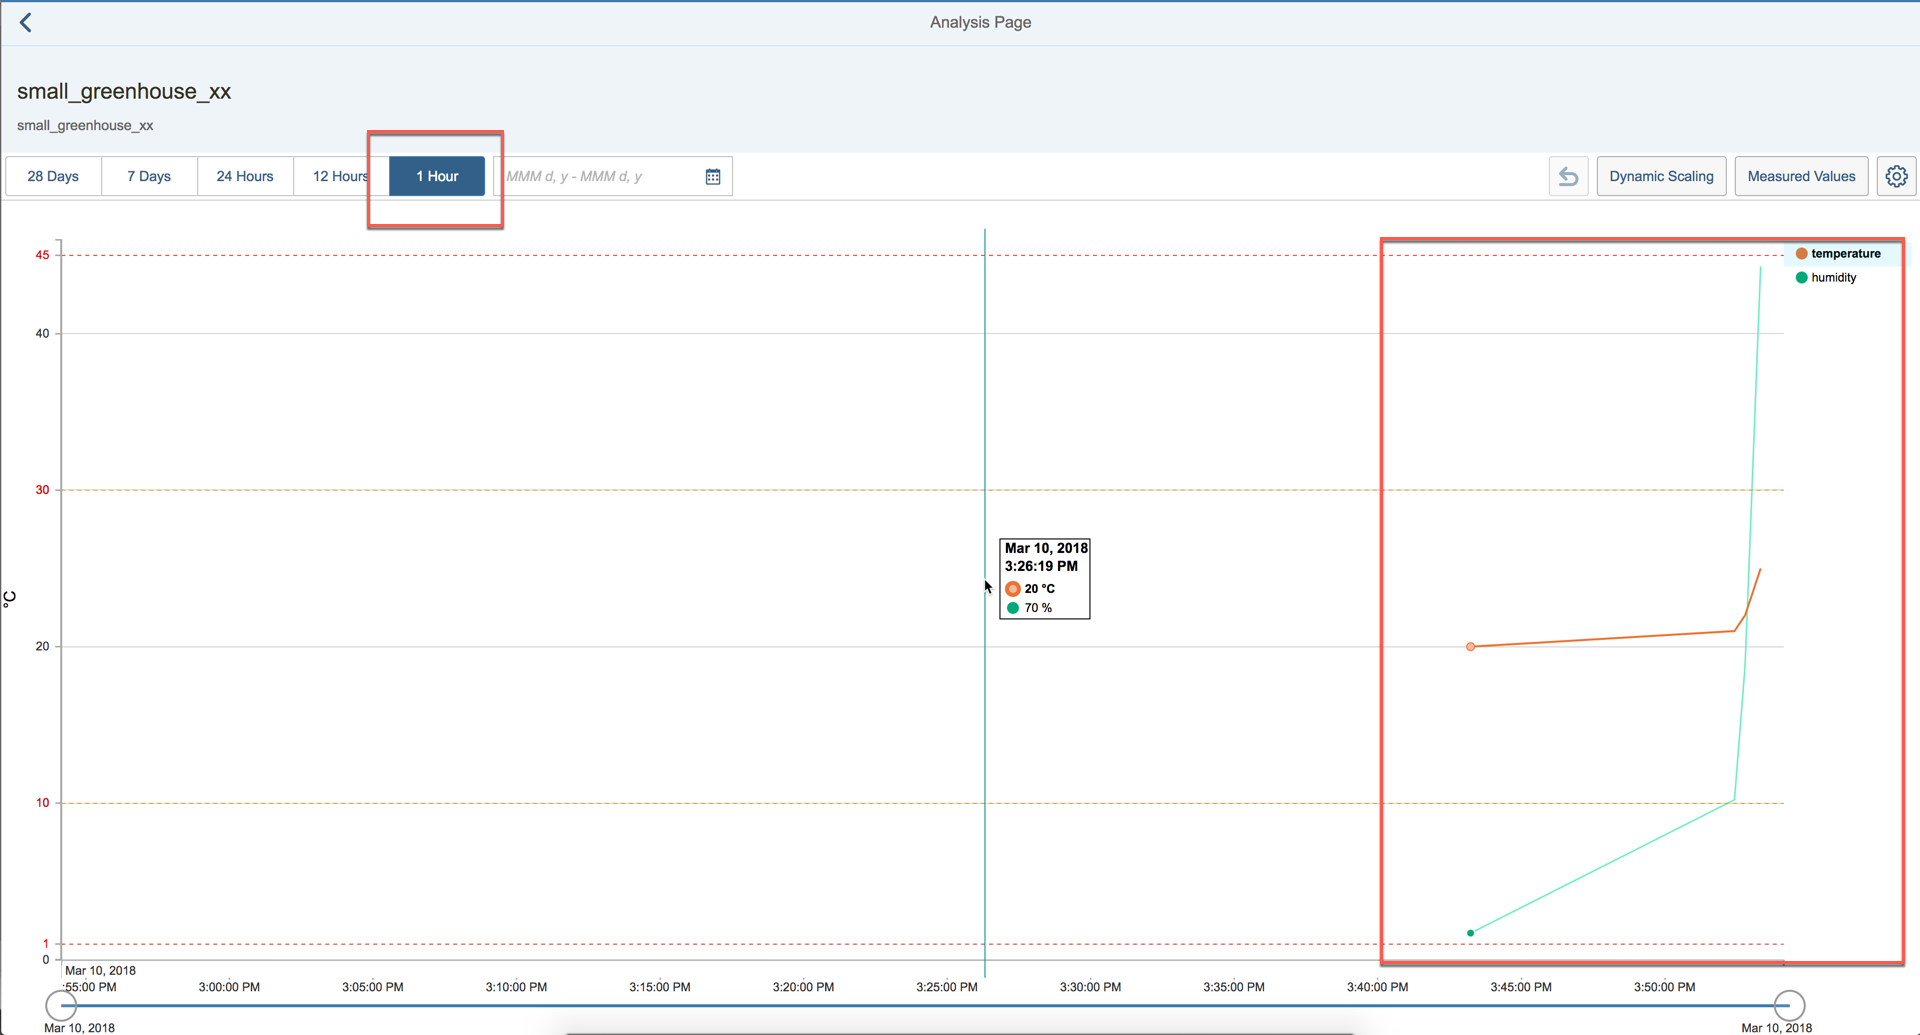 Analysis Page
small_greenhouse_xx
small_greenhouse_xx
28 Days 7 Days 24 Hours 12 Hours 1 Hour MMM d, y - MMM d, y Dynamic Scaling Measured Values
45
temperature
humidity
40
30
Mar 10, 2018
3:26:19 PM
20 °C
70 %
°C
20
10
1
0
Mar 10, 2018
:55:00 PM 3:00:00 PM 3:05:00 PM 3:10:00 PM 3:15:00 PM 3:20:00 PM 3:25:00 PM 3:30:00 PM 3:35:00 PM 3:40:00 PM 3:45:00 PM 3:50:00 PM
Mar 10, 2018 Mar 10, 2018